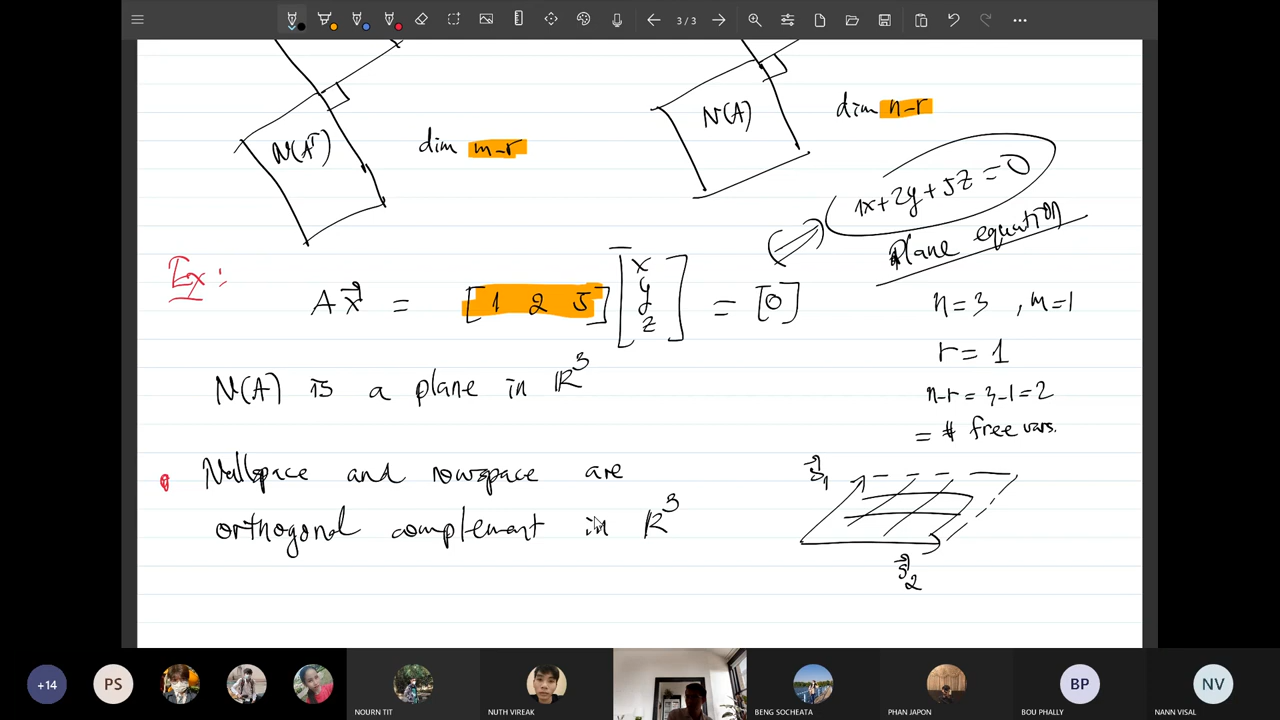 3 / 3
N(Aᵀ)
dim m-r
N(A)
dim n-r
1x+2y+5z=0
Plane equation
Ex:
Ax⃗ = [1 2 5] [x y z] = [0]
n=3 , m=1
r = 1
n-r = 3-1=2
= # free vars.
N(A) is a plane in ℝ³
Nullspace and rowspace are
orthogonal complement in ℝ³
s⃗₁
s⃗₂
+14
PS
NOURN TIT
NUTH VIREAK
BENG SOCHEATA
PHAN JAPON
BP
BOU PHALLY
NV
NANN VISAL